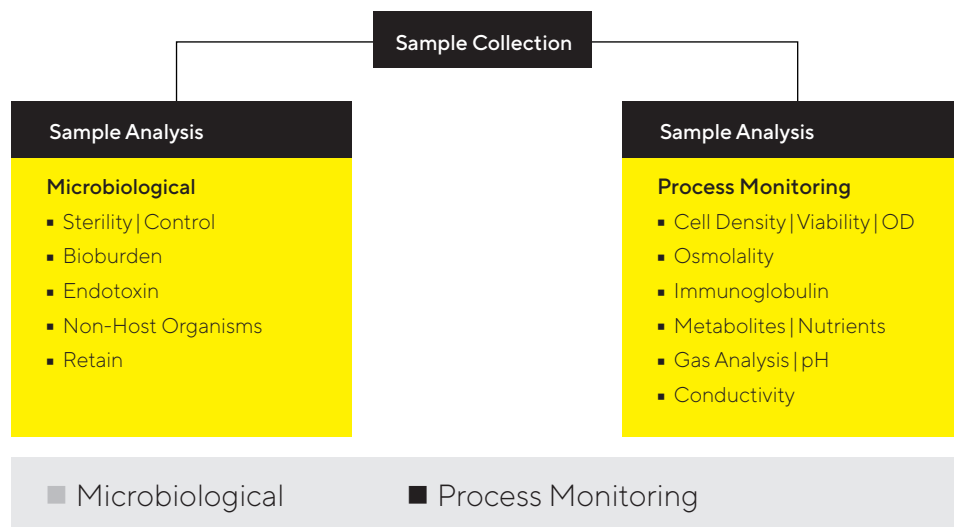 Sample Collection
Sample Analysis
Microbiological
▪ Sterility | Control
▪ Bioburden
▪ Endotoxin
▪ Non-Host Organisms
▪ Retain
Sample Analysis
Process Monitoring
▪ Cell Density | Viability | OD
▪ Osmolality
▪ Immunoglobulin
▪ Metabolites | Nutrients
▪ Gas Analysis | pH
▪ Conductivity
Microbiological
Process Monitoring